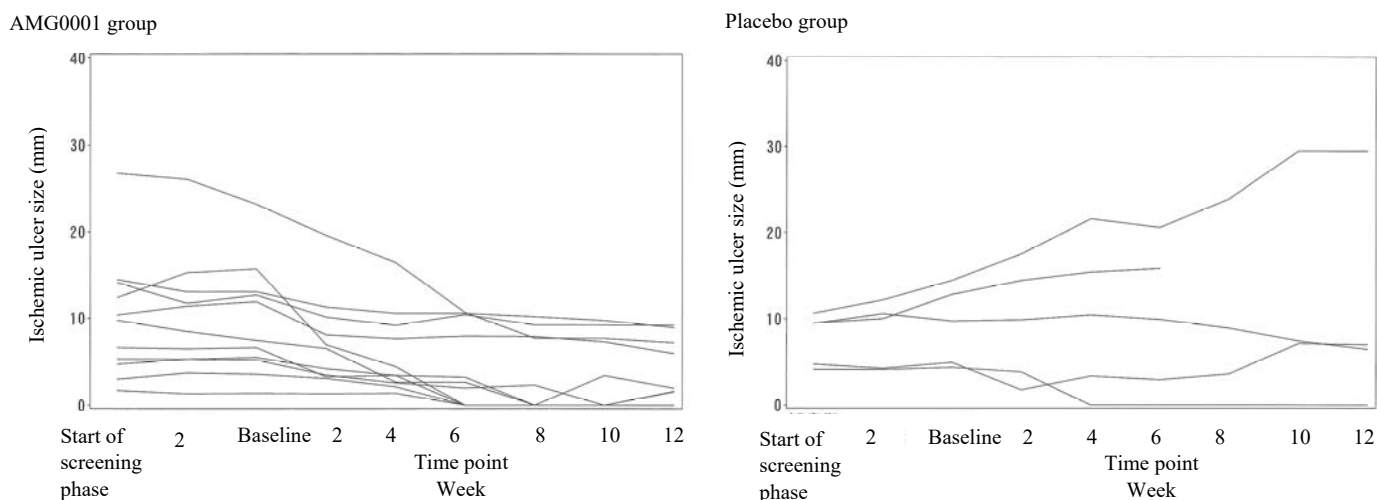 AMG0001 group
Ischemic ulcer size (mm)
40
30
20
10
0
Start of screening phase
2
Baseline
2
4
6
8
10
12
Time point
Week
Placebo group
Ischemic ulcer size (mm)
40
30
20
10
0
Start of screening phase
2
Baseline
2
4
6
8
10
12
Time point
Week